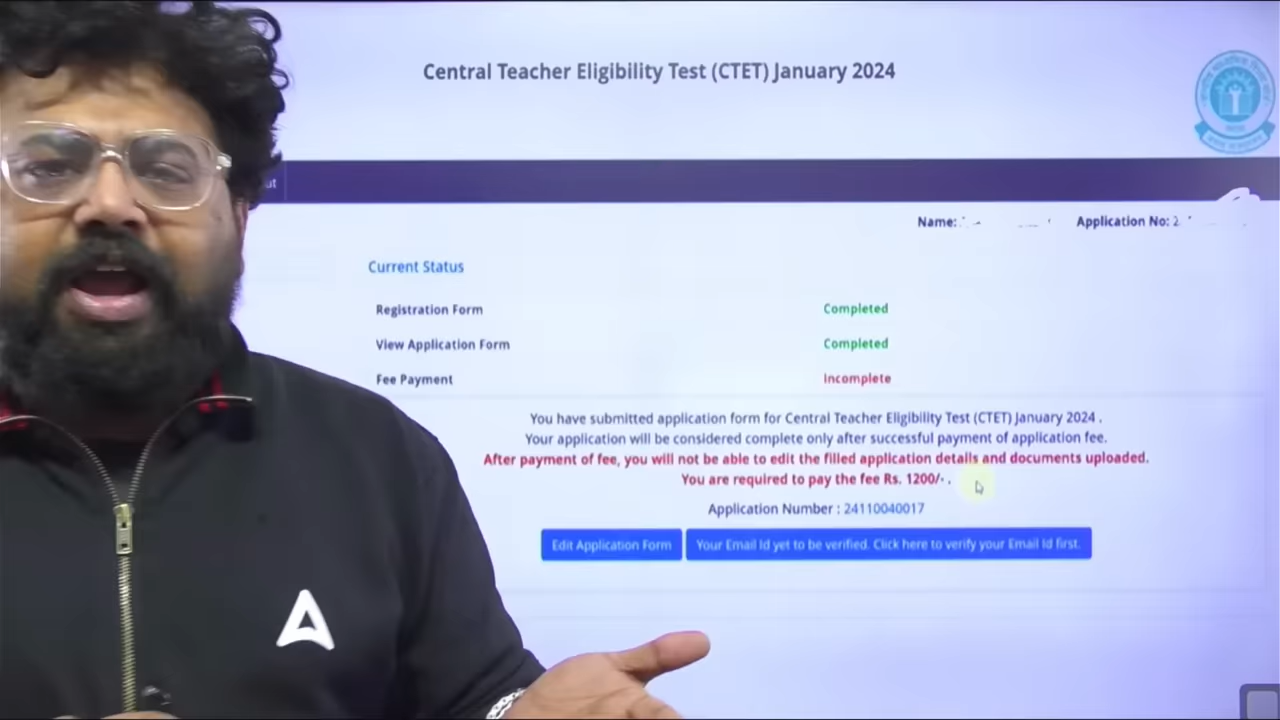 Central Teacher Eligibility Test (CTET) January 2024
ut
Name: Application No: 2
Current Status
Registration Form Completed
View Application Form Completed
Fee Payment Incomplete
You have submitted application form for Central Teacher Eligibility Test (CTET) January 2024 .
Your application will be considered complete only after successful payment of application fee.
After payment of fee, you will not be able to edit the filled application details and documents uploaded.
You are required to pay the fee Rs. 1200/- .
Application Number : 24110040017
Edit Application Form Your Email Id yet to be verified. Click here to verify your Email Id first.